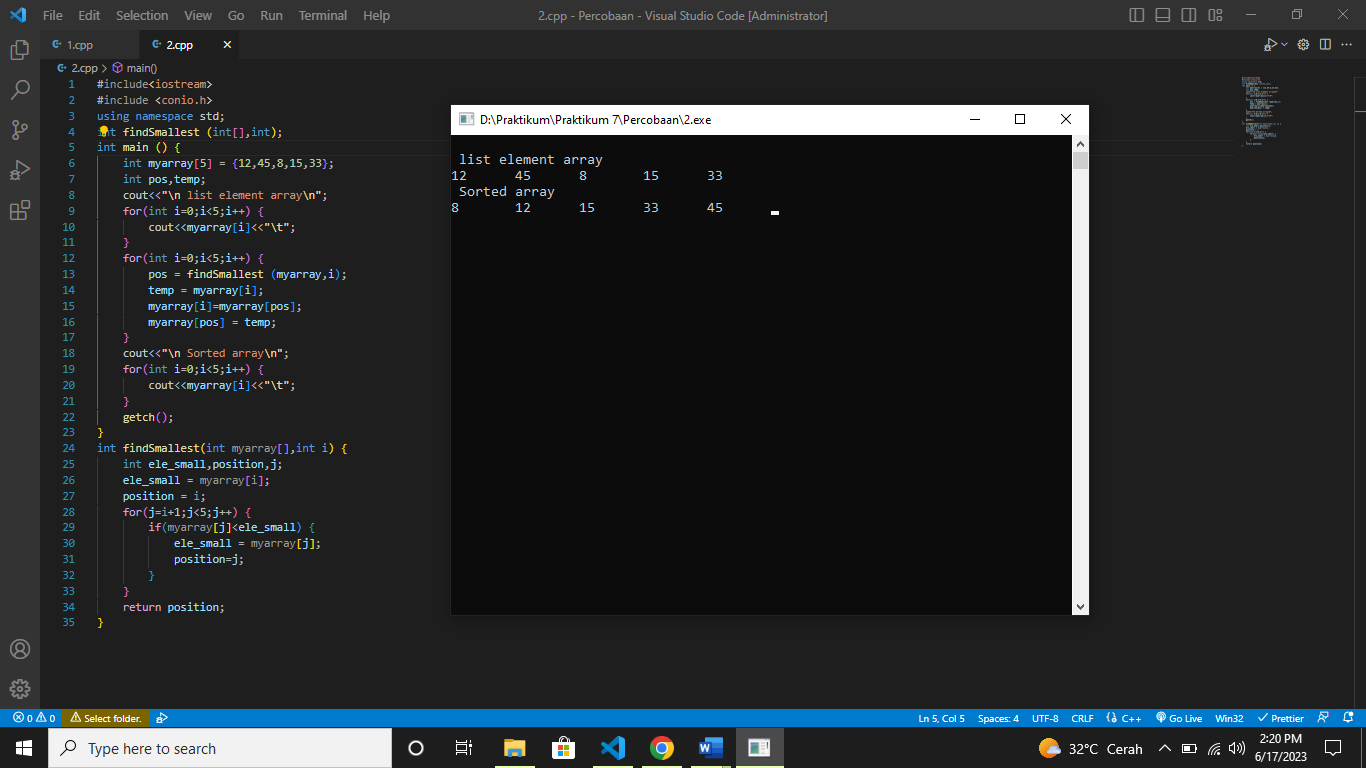 File Edit Selection View Go Run Terminal Help 2.cpp - Percobaan - Visual Studio Code [Administrator]
1.cpp 2.cpp
2.cpp > main()
1 #include<iostream>
2 #include <conio.h>
3 using namespace std;
4 int findSmallest (int[],int);
5 int main () {
6 int myarray[5] = {12,45,8,15,33};
7 int pos,temp;
8 cout<<"\n list element array\n";
9 for(int i=0;i<5;i++) {
10 cout<<myarray[i]<<"\t";
11 }
12 for(int i=0;i<5;i++) {
13 pos = findSmallest (myarray,i);
14 temp = myarray[i];
15 myarray[i]=myarray[pos];
16 myarray[pos] = temp;
17 }
18 cout<<"\n Sorted array\n";
19 for(int i=0;i<5;i++) {
20 cout<<myarray[i]<<"\t";
21 }
22 getch();
23 }
24 int findSmallest(int myarray[],int i) {
25 int ele_small,position,j;
26 ele_small = myarray[i];
27 position = i;
28 for(j=i+1;j<5;j++) {
29 if(myarray[j]<ele_small) {
30 ele_small = myarray[j];
31 position=j;
32 }
33 }
34 return position;
35 }
D:\Praktikum\Praktikum 7\Percobaan\2.exe
list element array
12 45 8 15 33
Sorted array
8 12 15 33 45
0 0 Select folder. Ln 5, Col 5 Spaces: 4 UTF-8 CRLF C++ Go Live Win32 Prettier
Type here to search 32°C Cerah 2:20 PM
6/17/2023